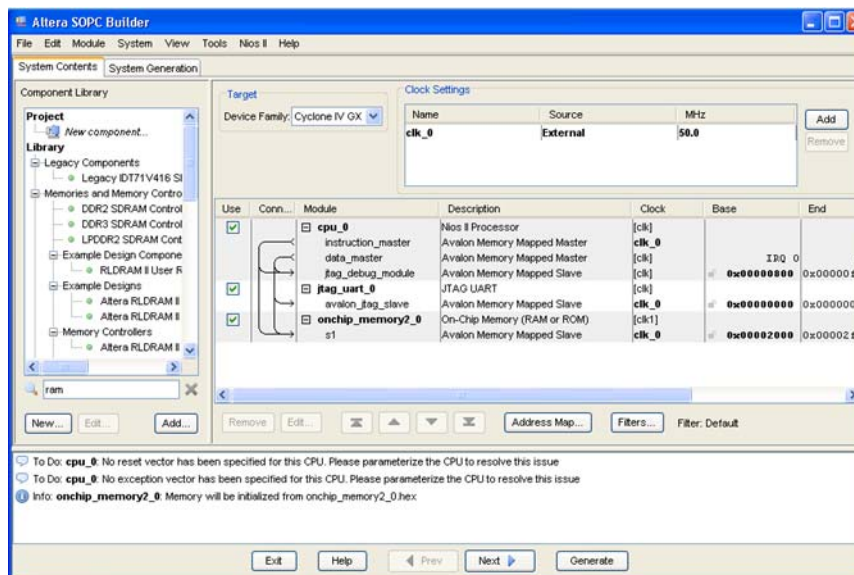 Altera SOPC Builder
File Edit Module System View Tools Nios II Help
System Contents System Generation
Component Library
Project
New component...
Library
Legacy Components
Legacy IDT71V416 S
Memories and Memory Contro
DDR2 SDRAM Control
DDR3 SDRAM Control
LPDDR2 SDRAM Cont
Example Design Compone
RLDRAM II User R
Example Designs
Altera RLDRAM II
Altera RLDRAM II
Memory Controllers
Altera RLDRAM II
ram
New... Edit... Add...
Target
Device Family: Cyclone IV GX
Clock Settings
Name Source MHz
clk_0 External 50.0
Add
Remove
Use Conn... Module Description Clock Base End
cpu_0 Nios II Processor [clk]
instruction_master Avalon Memory Mapped Master clk_0
data_master Avalon Memory Mapped Master IRQ 0
jtag_debug_module Avalon Memory Mapped Slave 0x00000800 0x00000
jtag_uart_0 JTAG UART [clk]
avalon_jtag_slave Avalon Memory Mapped Slave clk_0 0x00000000 0x000000
onchip_memory2_0 On-Chip Memory (RAM or ROM) [clk1]
s1 Avalon Memory Mapped Slave clk_0 0x00002000 0x00002
Remove Edit... Address Map... Filters... Filter: Default
To Do: cpu_0: No reset vector has been specified for this CPU. Please parameterize the CPU to resolve this issue
To Do: cpu_0: No exception vector has been specified for this CPU. Please parameterize the CPU to resolve this issue
Info: onchip_memory2_0: Memory will be initialized from onchip_memory2_0.hex
Exit Help Prev Next Generate